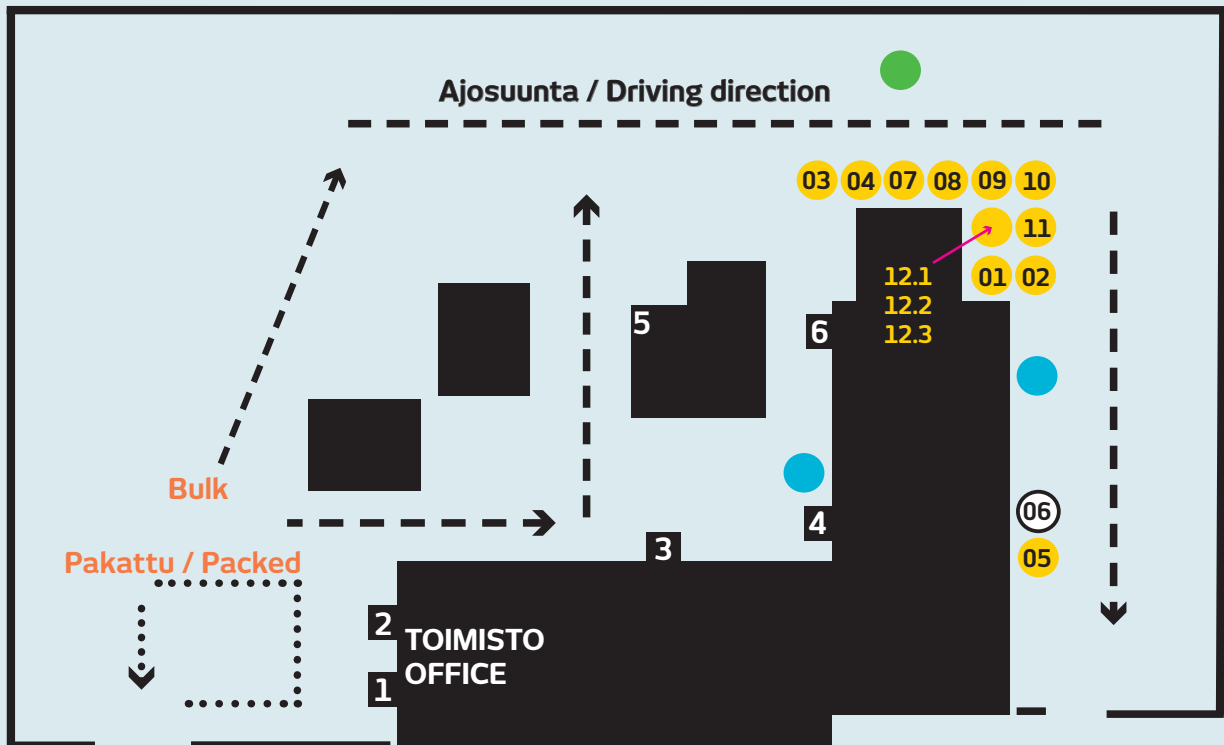 Ajosuunta / Driving direction
03 04 07 08 09 10
11
12.1
01 02
12.2
5
6
12.3
Bulk
06
4
3
05
Pakattu / Packed
2
TOIMISTO
OFFICE
1